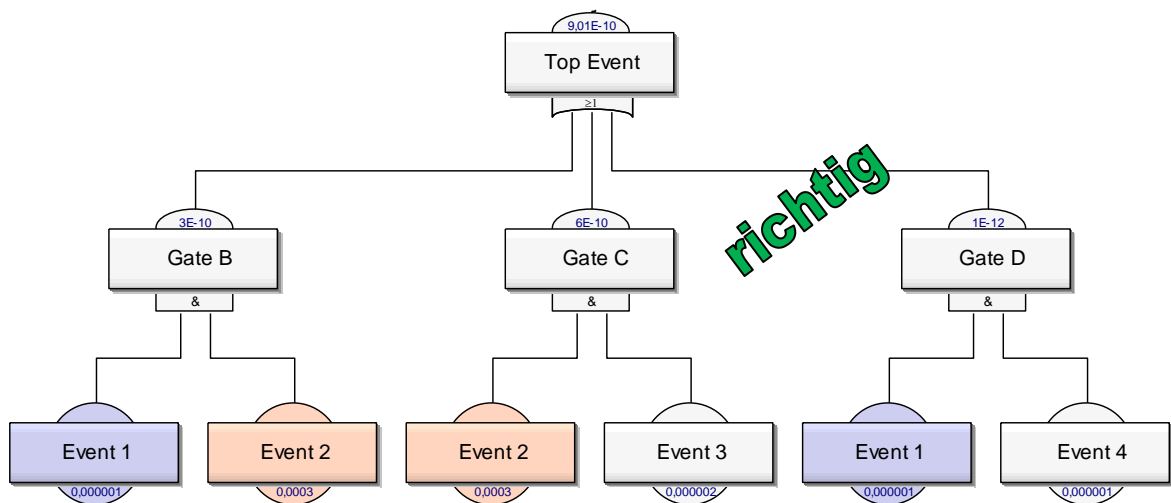 9,01E-10
Top Event
≥1
richtig
3E-10
6E-10
1E-12
Gate B
Gate C
Gate D
&
&
&
Event 1
Event 2
Event 2
Event 3
Event 1
Event 4
0,000001
0,0003
0,0003
0,000002
0,000001
0,000001